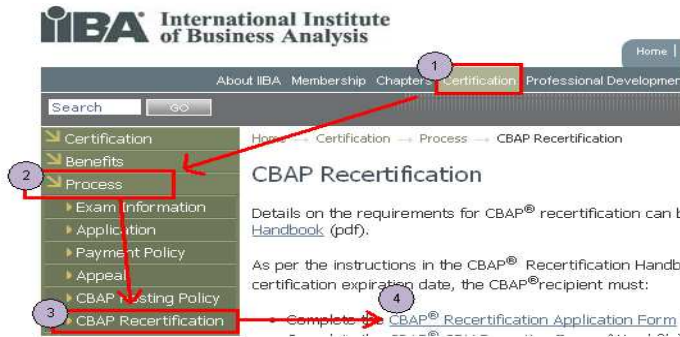 iiBA International Institute
of Business Analysis
Home |
1
About IIBA Membership Chapters Certification Professional Developmen
Search GO
Certification
Home → Certification → Process → CBAP Recertification
Benefits
CBAP Recertification
2
Process
Exam Information
Details on the requirements for CBAP® recertification can b
Application
Handbook (pdf).
Payment Policy
As per the instructions in the CBAP® Recertification Handb
Appeal
certification expiration date, the CBAP® recipient must:
CBAP Posting Policy
4
3
CBAP Recertification
Complete the CBAP® Recertification Application Form